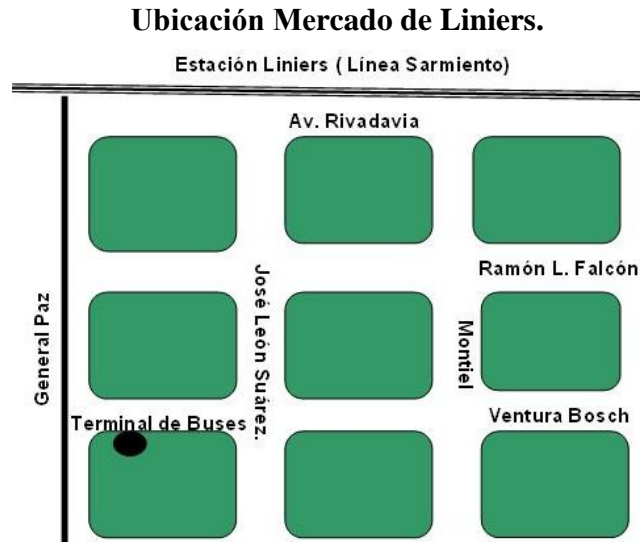 Ubicación Mercado de Liniers.
Estación Liniers ( Línea Sarmiento)
Av. Rivadavia
Ramón L. Falcón
General Paz
José León Suárez.
Montiel
Terminal de Buses
Ventura Bosch